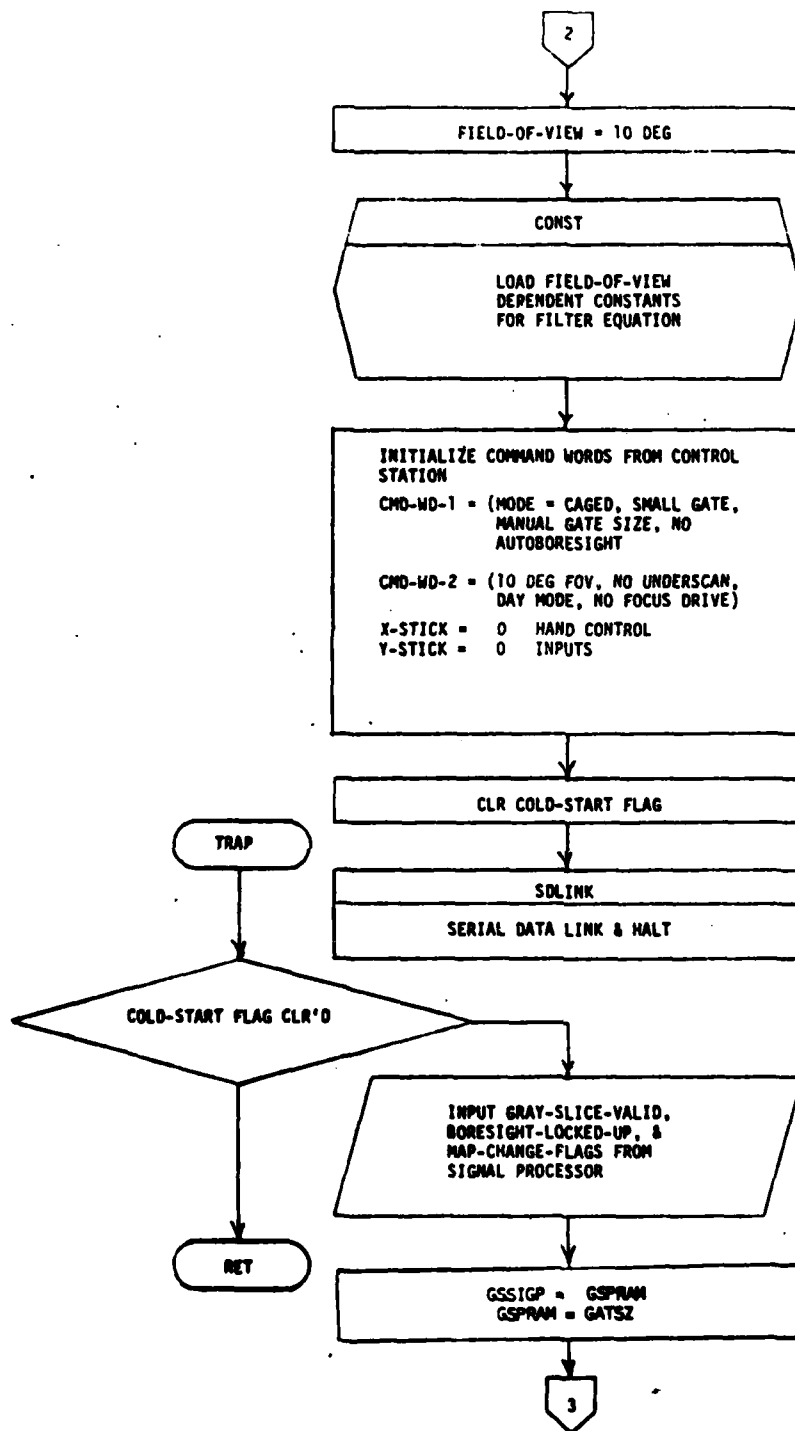 2
FIELD-OF-VIEW = 10 DEG
CONST
LOAD FIELD-OF-VIEW
DEPENDENT CONSTANTS
FOR FILTER EQUATION
INITIALIZE COMMAND WORDS FROM CONTROL
STATION
CMD-WD-1 = (MODE = CAGED, SMALL GATE,
MANUAL GATE SIZE, NO
AUTOBORESIGHT
CMD-WD-2 = (10 DEG FOV, NO UNDERSCAN,
DAY MODE, NO FOCUS DRIVE)
X-STICK = 0 HAND CONTROL
Y-STICK = 0 INPUTS
CLR COLD-START FLAG
TRAP
SDLINK
SERIAL DATA LINK & HALT
COLD-START FLAG CLR'D
INPUT GRAY-SLICE-VALID,
BORESIGHT-LOCKED-UP, &
MAP-CHANGE-FLAGS FROM
SIGNAL PROCESSOR
RET
GSSIGP = GSPRAM
GSPRAM = GATSZ
3